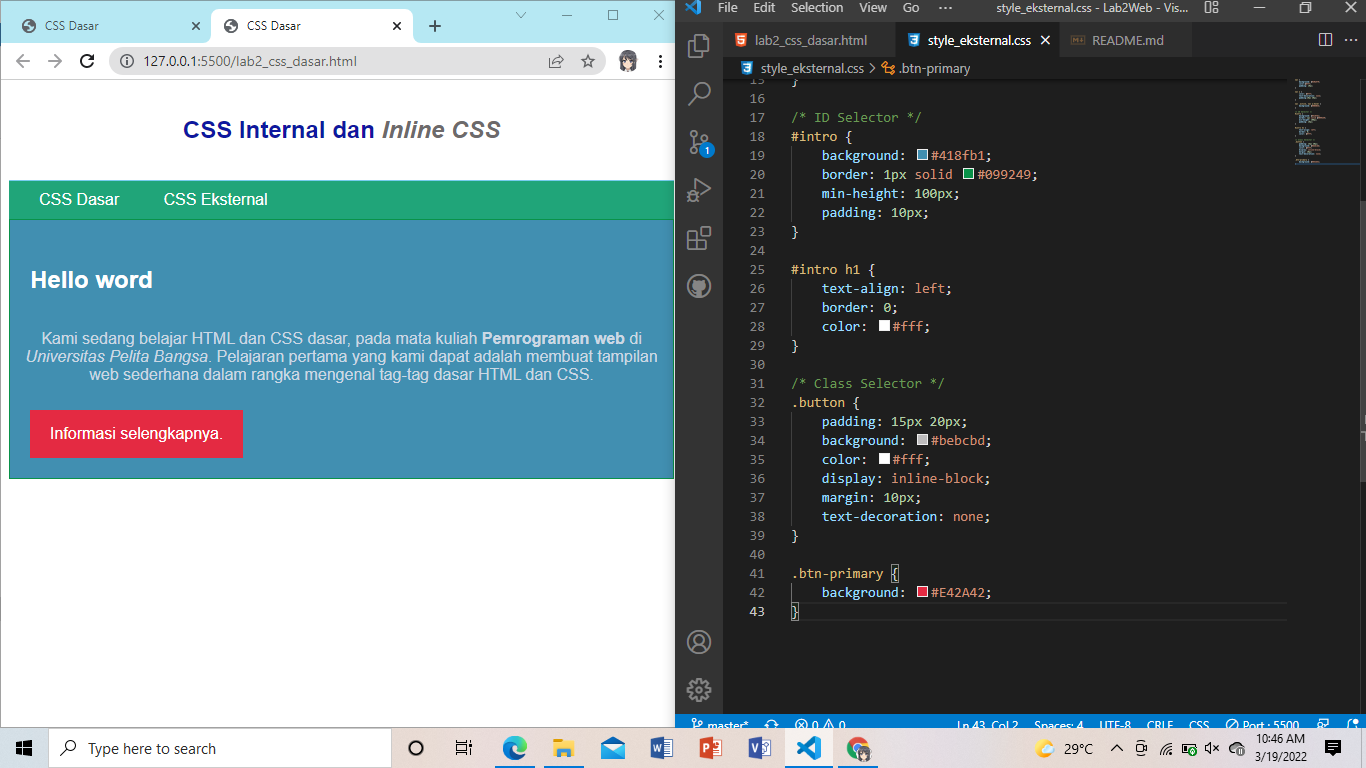 CSS Dasar
CSS Dasar
127.0.0.1:5500/lab2_css_dasar.html
CSS Internal dan Inline CSS
CSS Dasar CSS Eksternal
Hello word
Kami sedang belajar HTML dan CSS dasar, pada mata kuliah Pemrograman web di
Universitas Pelita Bangsa. Pelajaran pertama yang kami dapat adalah membuat tampilan
web sederhana dalam rangka mengenal tag-tag dasar HTML dan CSS.
Informasi selengkapnya.
File Edit Selection View Go ··· style_eksternal.css - Lab2Web - Vis...
lab2_css_dasar.html style_eksternal.css README.md
style_eksternal.css > .btn-primary
1
15 }
16
17 /* ID Selector */
18 #intro {
19 background: #418fb1;
20 border: 1px solid #099249;
21 min-height: 100px;
22 padding: 10px;
23 }
24
25 #intro h1 {
26 text-align: left;
27 border: 0;
28 color: #fff;
29 }
30
31 /* Class Selector */
32 .button {
33 padding: 15px 20px;
34 background: #bebcbd;
35 color: #fff;
36 display: inline-block;
37 margin: 10px;
38 text-decoration: none;
39 }
40
41 .btn-primary {
42 background: #E42A42;
43 }
master* 0 0 Ln 43, Col 2 Spaces: 4 UTF-8 CRLF CSS Port : 5500
Type here to search
29°C
10:46 AM
3/19/2022